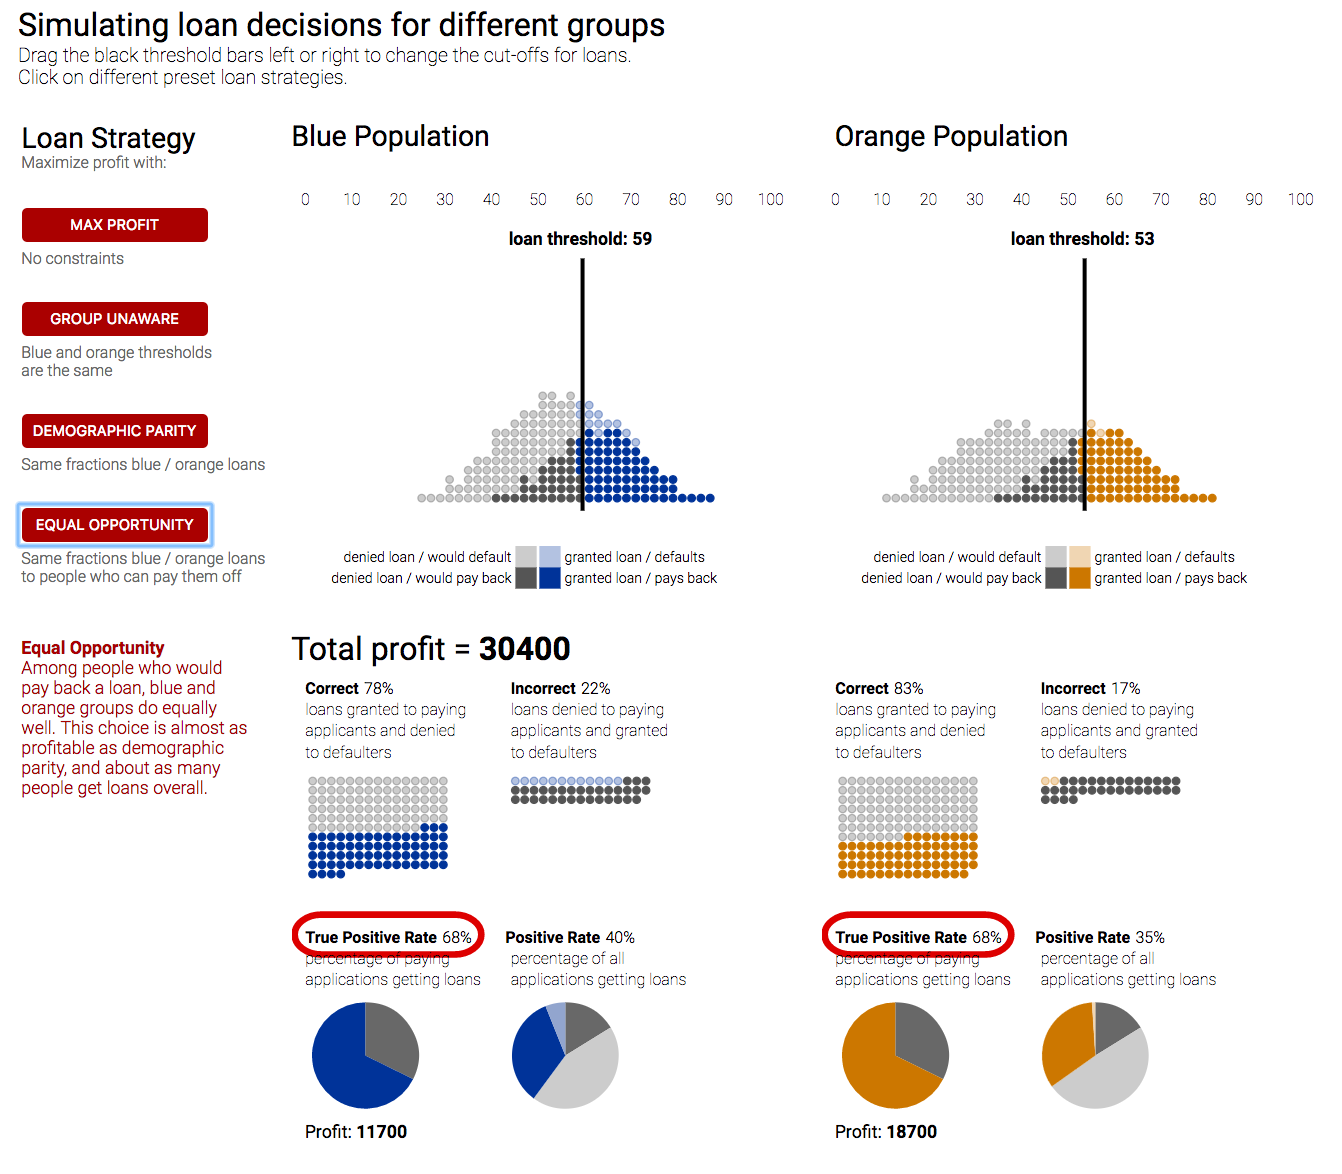 Simulating loan decisions for different groups
Drag the black threshold bars left or right to change the cut-offs for loans.
Click on different preset loan strategies.
Loan Strategy
Maximize profit with:
MAX PROFIT
No constraints
GROUP UNAWARE
Blue and orange thresholds
are the same
DEMOGRAPHIC PARITY
Same fractions blue / orange loans
EQUAL OPPORTUNITY
Same fractions blue / orange loans
to people who can pay them off
Equal Opportunity
Among people who would
pay back a loan, blue and
orange groups do equally
well. This choice is almost as
profitable as demographic
parity, and about as many
people get loans overall.
Blue Population
0 10 20 30 40 50 60 70 80 90 100
loan threshold: 59
denied loan / would default
granted loan / defaults
denied loan / would pay back
granted loan / pays back
Orange Population
0 10 20 30 40 50 60 70 80 90 100
loan threshold: 53
denied loan / would default
granted loan / defaults
denied loan / would pay back
granted loan / pays back
Total profit = 30400
Correct 78%
loans granted to paying
applicants and denied
to defaulters
Incorrect 22%
loans denied to paying
applicants and granted
to defaulters
True Positive Rate 68%
percentage of paying
applications getting loans
Positive Rate 40%
percentage of all
applications getting loans
Profit: 11700
Correct 83%
loans granted to paying
applicants and denied
to defaulters
Incorrect 17%
loans denied to paying
applicants and granted
to defaulters
True Positive Rate 68%
percentage of paying
applications getting loans
Positive Rate 35%
percentage of all
applications getting loans
Profit: 18700